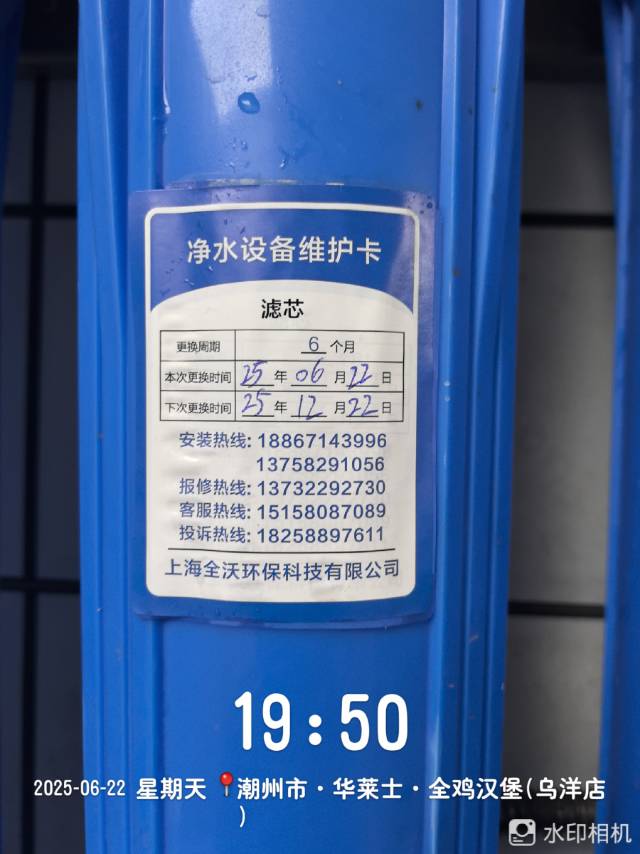 净水设备维护卡
滤芯
更换周期 6 个月
本次更换时间 25 年 06 月 22 日
下次更换时间 25 年 12 月 22 日
安装热线: 18867143996
13758291056
报修热线: 13732292730
客服热线: 15158087089
投诉热线: 18258897611
上海全沃环保科技有限公司
19:50
2025-06-22 星期天 潮州市·华莱士·全鸡汉堡(乌洋店
)
水印相机